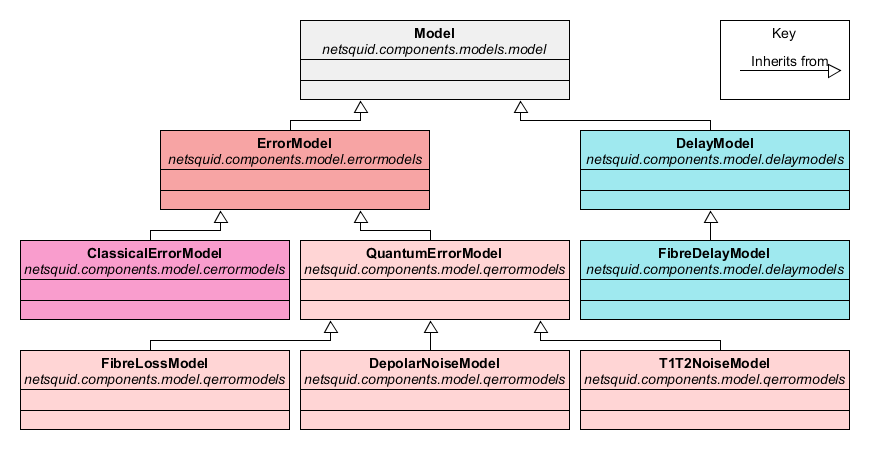 Model
netsquid.components.models.model
Key
Inherits from
ErrorModel
netsquid.components.model.errormodels
DelayModel
netsquid.components.model.delaymodels
ClassicalErrorModel
netsquid.components.model.cerrormodels
QuantumErrorModel
netsquid.components.model.qerrormodels
FibreDelayModel
netsquid.components.model.delaymodels
FibreLossModel
netsquid.components.model.qerrormodels
DepolarNoiseModel
netsquid.components.model.qerrormodels
T1T2NoiseModel
netsquid.components.model.qerrormodels